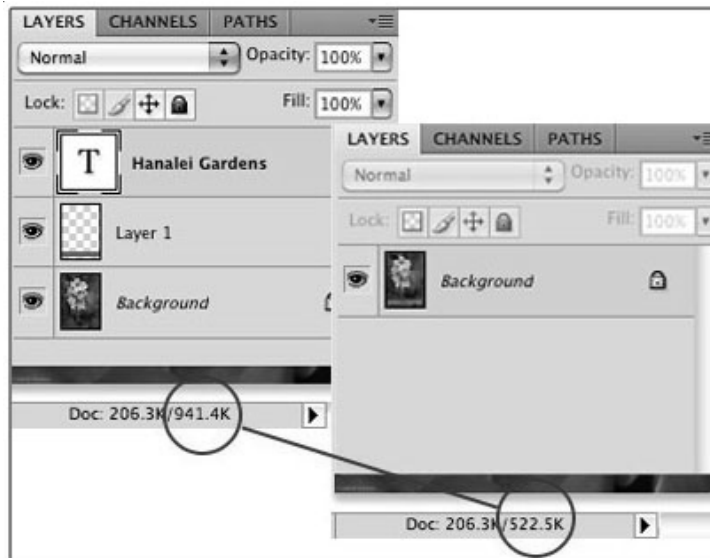 LAYERS CHANNELS PATHS
Normal Opacity: 100%
Lock: Fill: 100%
T Hanalei Gardens
Layer 1
Background
Doc: 206.3K/941.4K
LAYERS CHANNELS PATHS
Normal Opacity: 100%
Lock: Fill: 100%
Background
Doc: 206.3K/522.5K